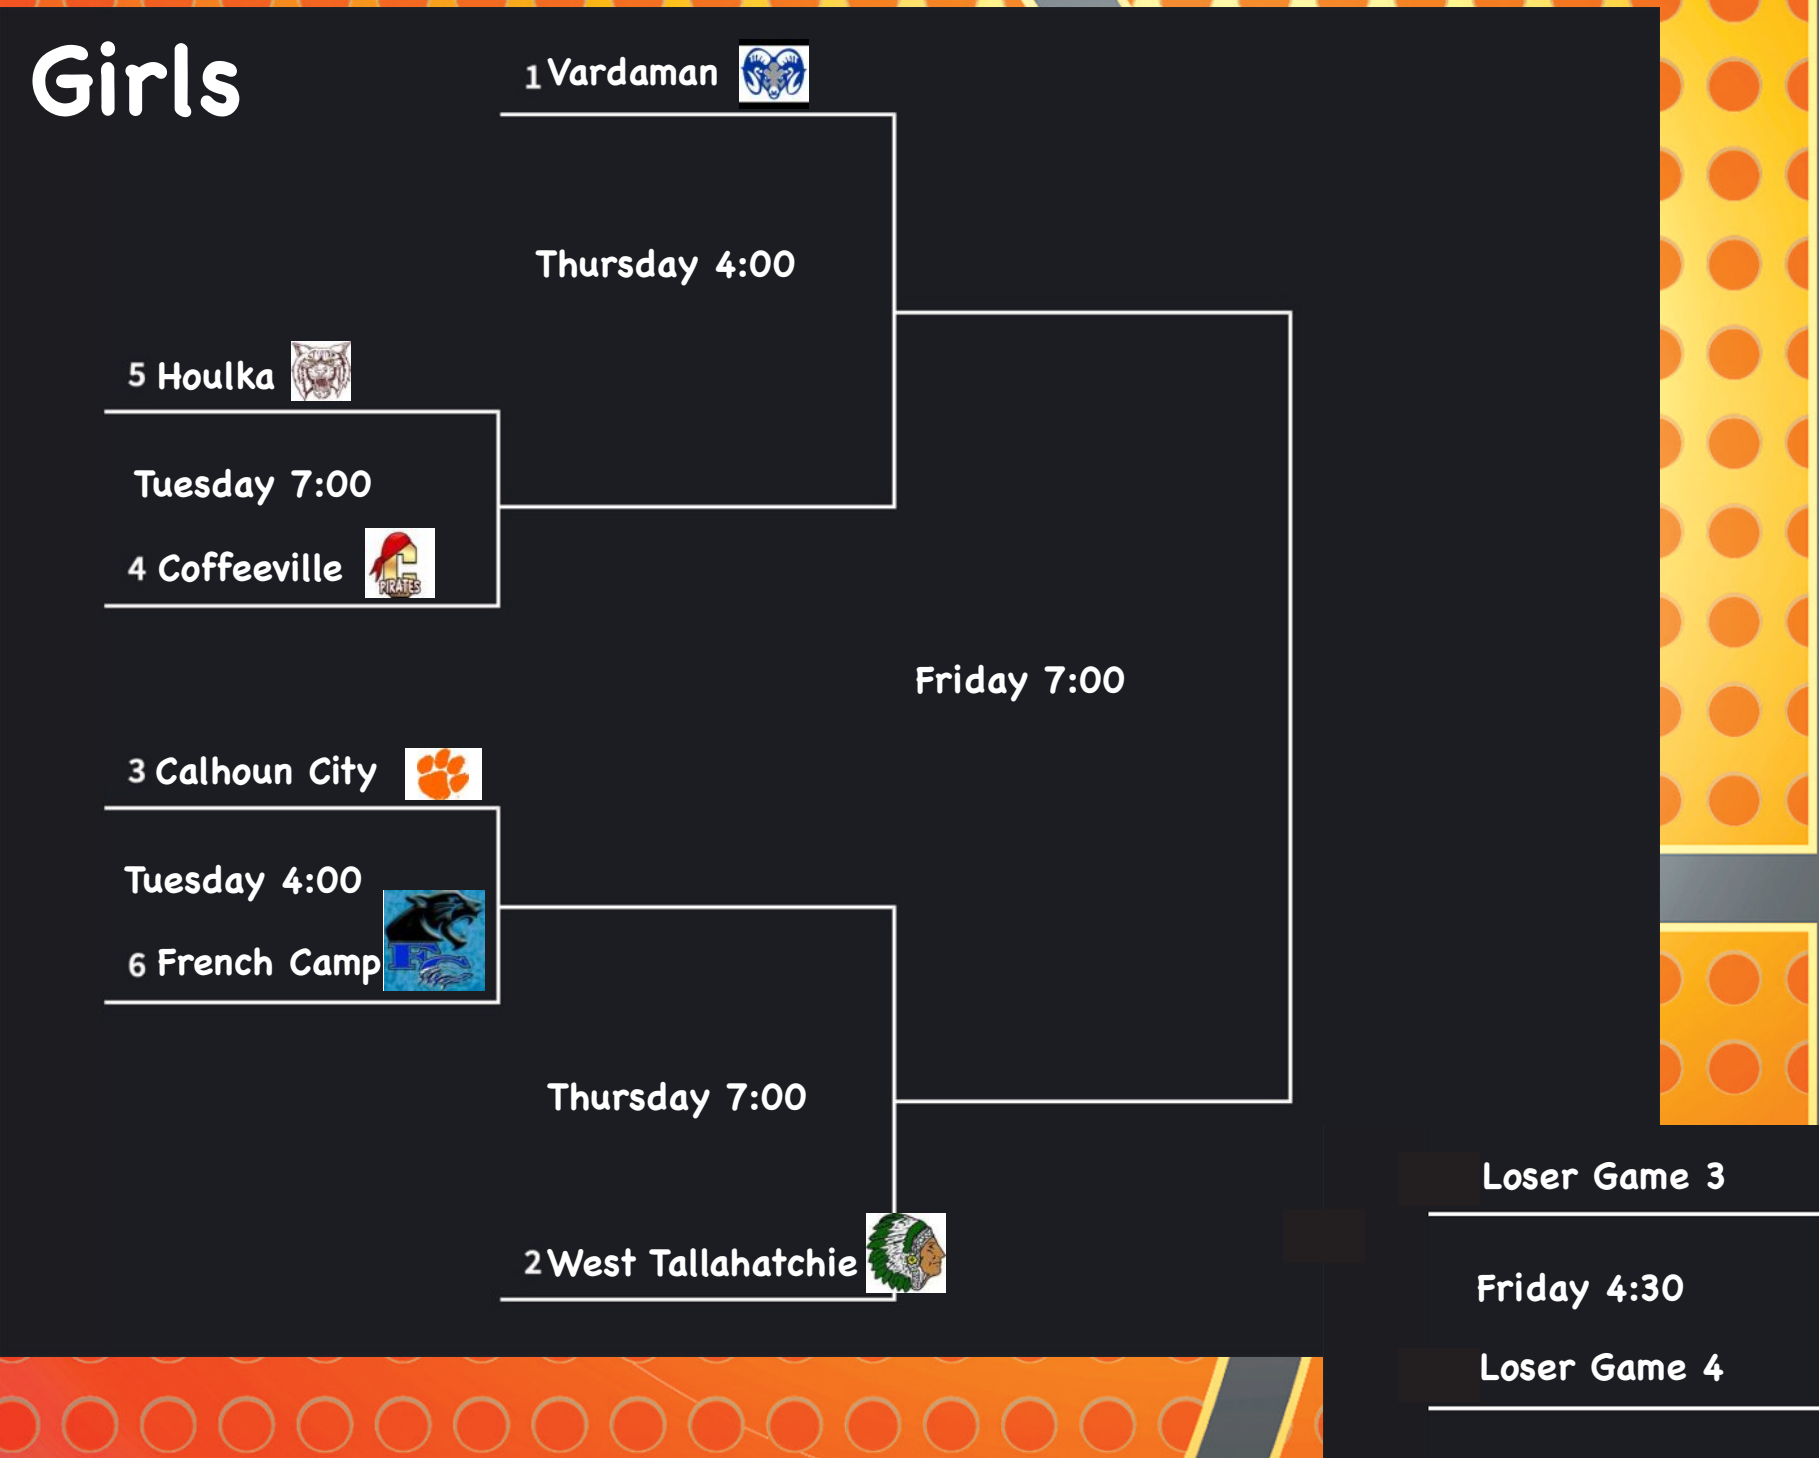 Girls
1 Vardaman
Thursday 4:00
5 Houlka
Tuesday 7:00
4 Coffeeville
C
PIRATES
Friday 7:00
3 Calhoun City
Tuesday 4:00
6 French Camp
FC
Thursday 7:00
2 West Tallahatchie
Loser Game 3
Friday 4:30
Loser Game 4